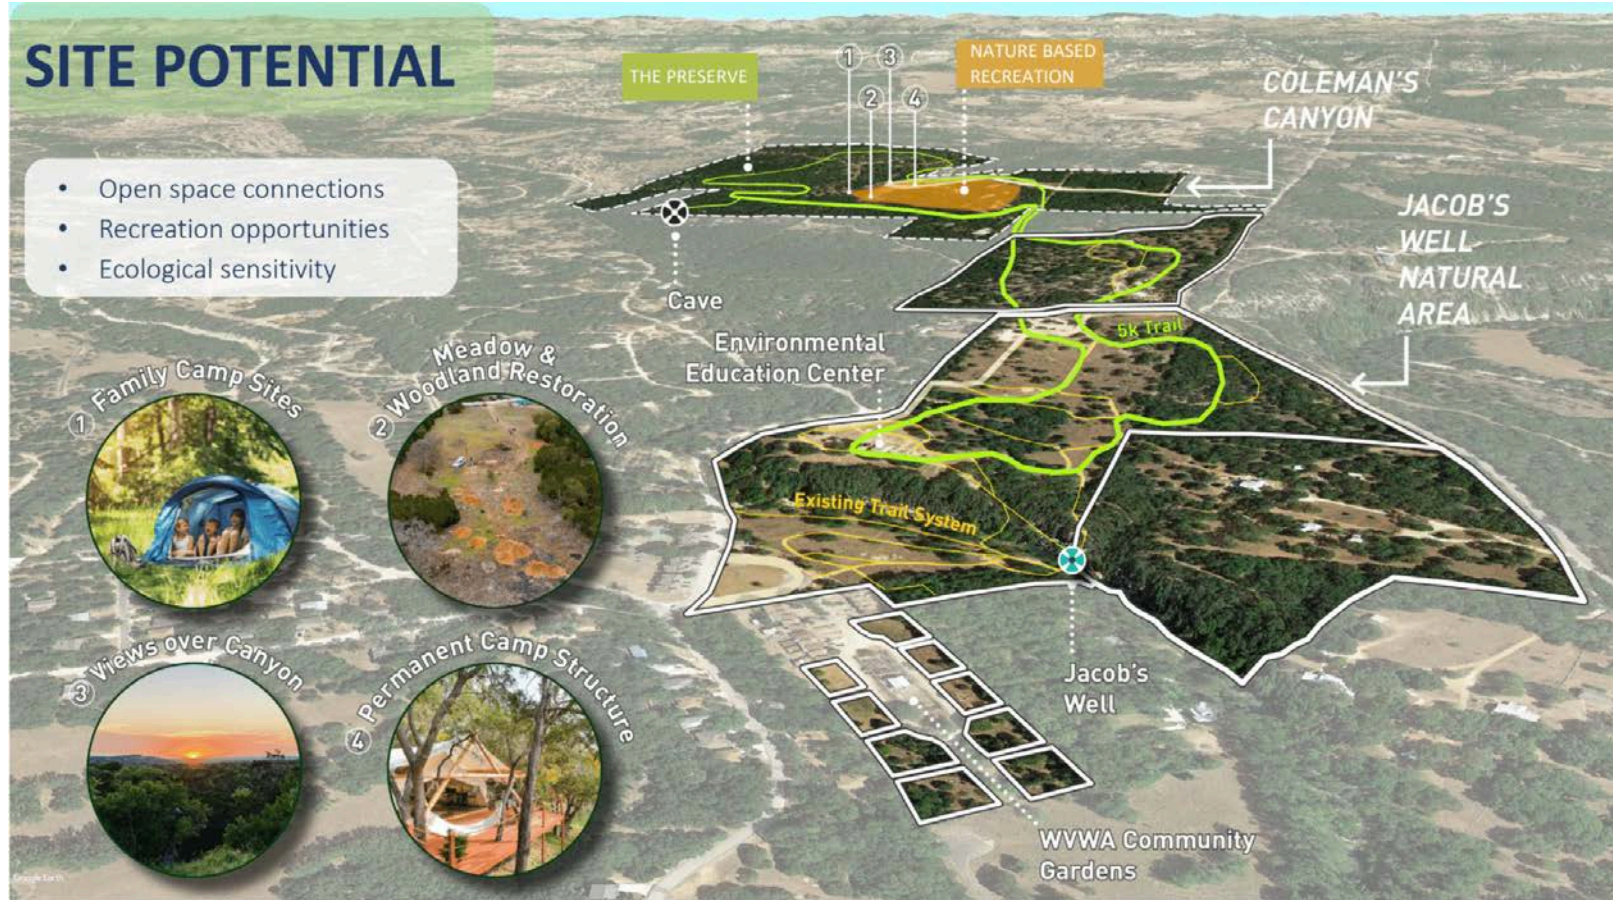 SITE POTENTIAL
• Open space connections
• Recreation opportunities
• Ecological sensitivity
THE PRESERVE
1
3
2
4
NATURE BASED
RECREATION
COLEMAN'S
CANYON
JACOB'S
WELL
NATURAL
AREA
Cave
Environmental
Education Center
5k Trail
Existing Trail System
1 Family Camp Sites
2 Meadow &
Woodland Restoration
3 Views over Canyon
4 Permanent Camp Structure
Jacob's
Well
WVWA Community
Gardens
Google Earth